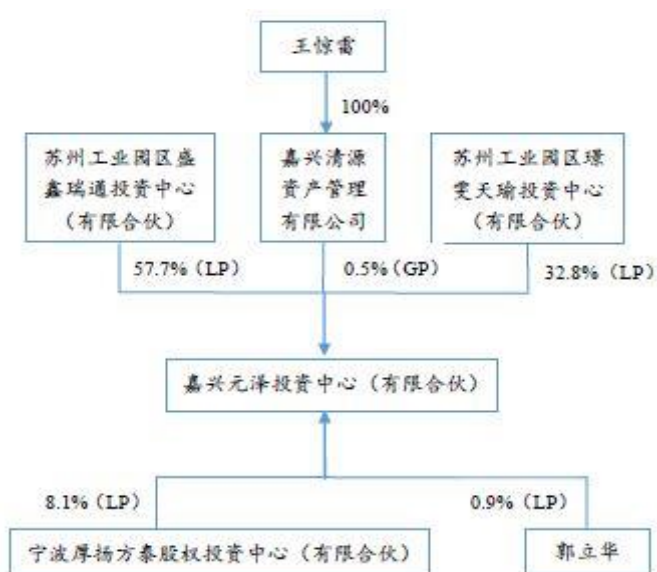 王惊雷
100%
苏州工业园区盛
鑫瑞通投资中心
（有限合伙）
嘉兴清源
资产管理
有限公司
苏州工业园区璟
雯天瑜投资中心
（有限合伙）
57.7%（LP）
0.5%（GP）
32.8%（LP）
嘉兴元泽投资中心（有限合伙）
8.1%（LP）
0.9%（LP）
宁波厚扬方泰股权投资中心（有限合伙）
郭立华